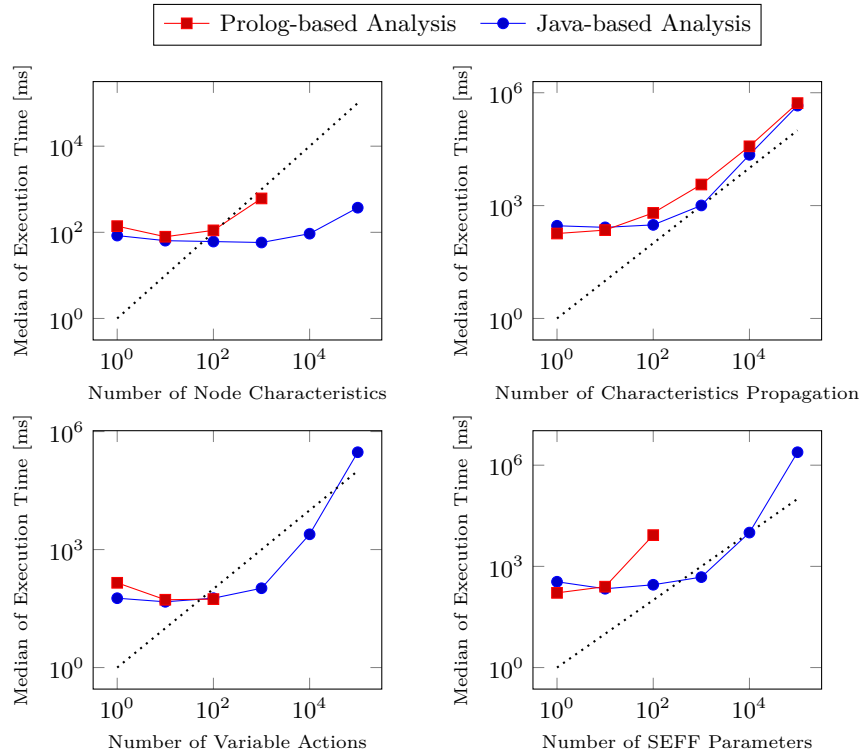 Prolog-based Analysis Java-based Analysis
Median of Execution Time [ms]
10^4
10^2
10^0
10^0 10^2 10^4
Number of Node Characteristics
Median of Execution Time [ms]
10^6
10^3
10^0
10^0 10^2 10^4
Number of Characteristics Propagation
Median of Execution Time [ms]
10^6
10^3
10^0
10^0 10^2 10^4
Number of Variable Actions
Median of Execution Time [ms]
10^6
10^3
10^0
10^0 10^2 10^4
Number of SEFF Parameters